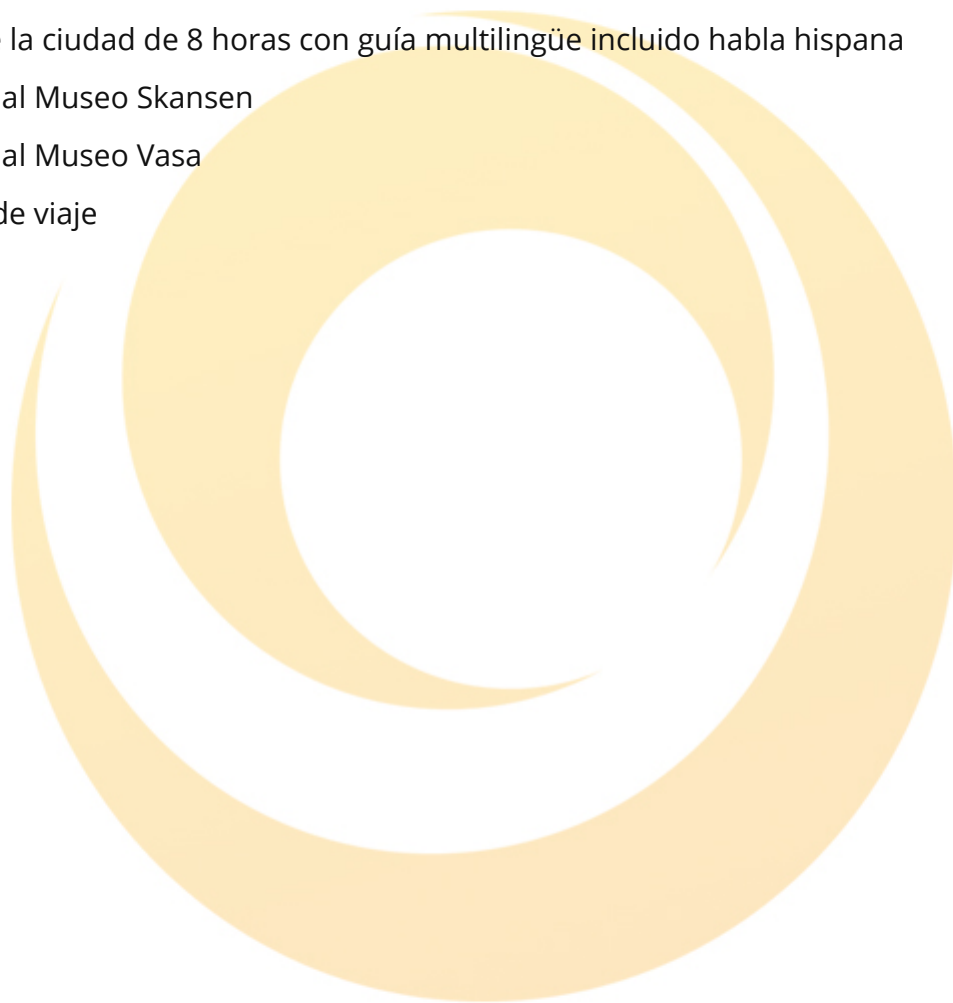 la ciudad de 8 horas con guía multilingüe incluido habla hispana
al Museo Skansen
al Museo Vasa
de viaje